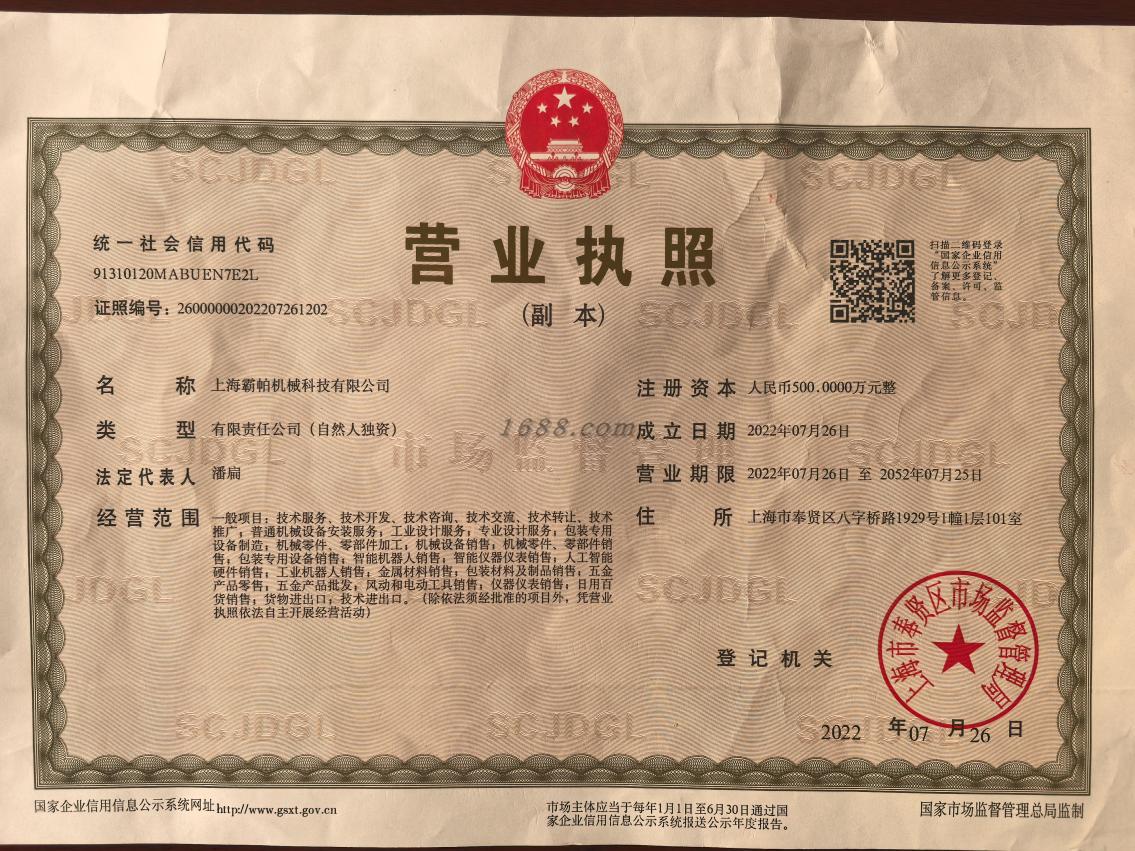 统一社会信用代码
91310120MABUEN7E2L
证照编号：26000000202207261202
营业执照
（副 本）
扫描二维码登录
“国家企业信用
信息公示系统”
了解更多登记、
备案、许可、监
管信息。
名 称 上海霸帕机械科技有限公司
类 型 有限责任公司（自然人独资）
法定代表人 潘扁
经营范围 一般项目：技术服务、技术开发、技术咨询、技术交流、技术转让、技术
推广；普通机械设备安装服务；工业设计服务；专业设计服务；包装专用
设备制造；机械零件、零部件加工；机械设备销售；机械零件、零部件销
售；包装专用设备销售；智能机器人销售；智能仪器仪表销售；人工智能
硬件销售；工业机器人销售；金属材料销售；包装材料及制品销售；五金
产品零售；五金产品批发；风动和电动工具销售；仪器仪表销售；日用百
货销售；货物进出口；技术进出口。（除依法须经批准的项目外，凭营业
执照依法自主开展经营活动）
注册资本 人民币500.0000万元整
成立日期 2022年07月26日
营业期限 2022年07月26日 至 2052年07月25日
住 所 上海市奉贤区八字桥路1929号1幢1层101室
1688.com
SCJDGL
市场监督管理
登记机关
上海市奉贤区市场监督管理局
2022 年 07 月 26 日
国家企业信用信息公示系统网址http://www.gsxt.gov.cn
市场主体应当于每年1月1日至6月30日通过国
家企业信用信息公示系统报送公示年度报告。
国家市场监督管理总局监制